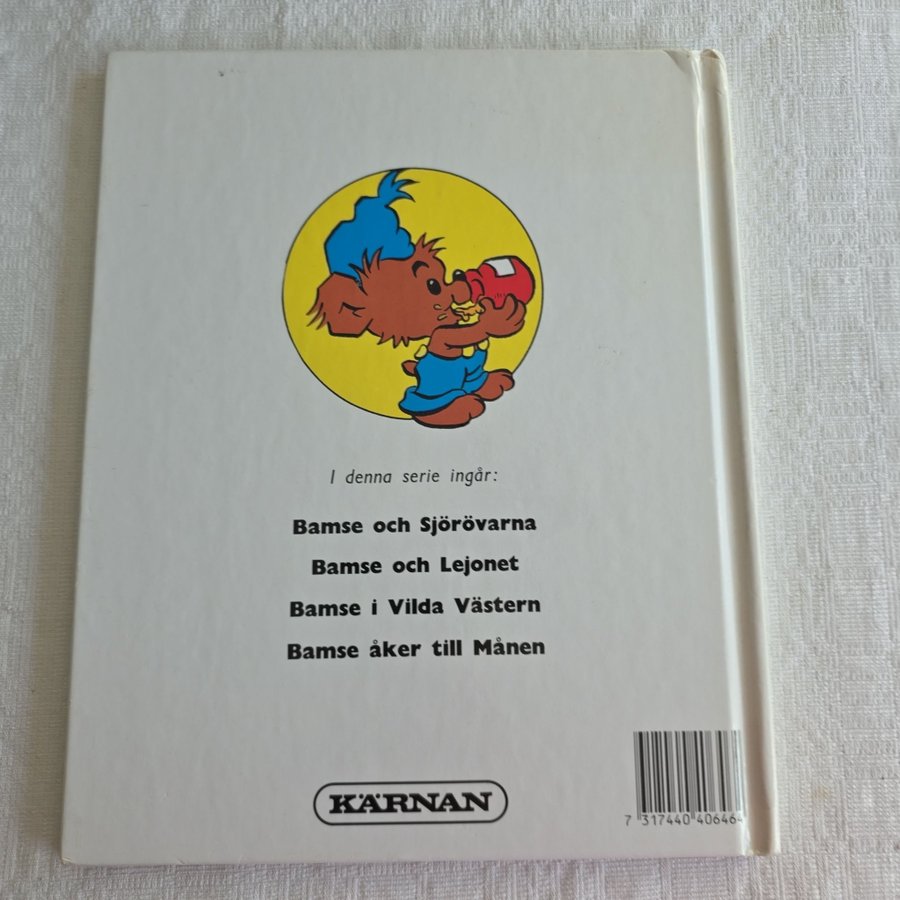 I denna serie ingår:
Bamse och Sjörövarna
Bamse och Lejonet
Bamse i Vilda Västern
Bamse åker till Månen
KÄRNAN
7 317440 406464